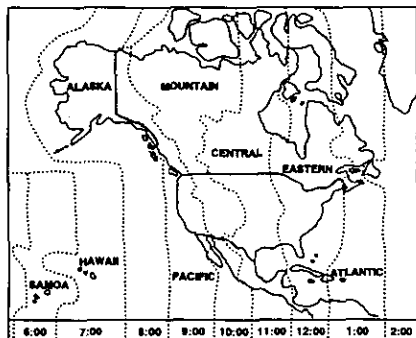 ALASKA MOUNTAIN
CENTRAL
EASTERN
HAWAII
SAMOA
PACIFIC
ATLANTIC
6:00 7:00 8:00 9:00 10:00 11:00 12:00 1:00 2:00